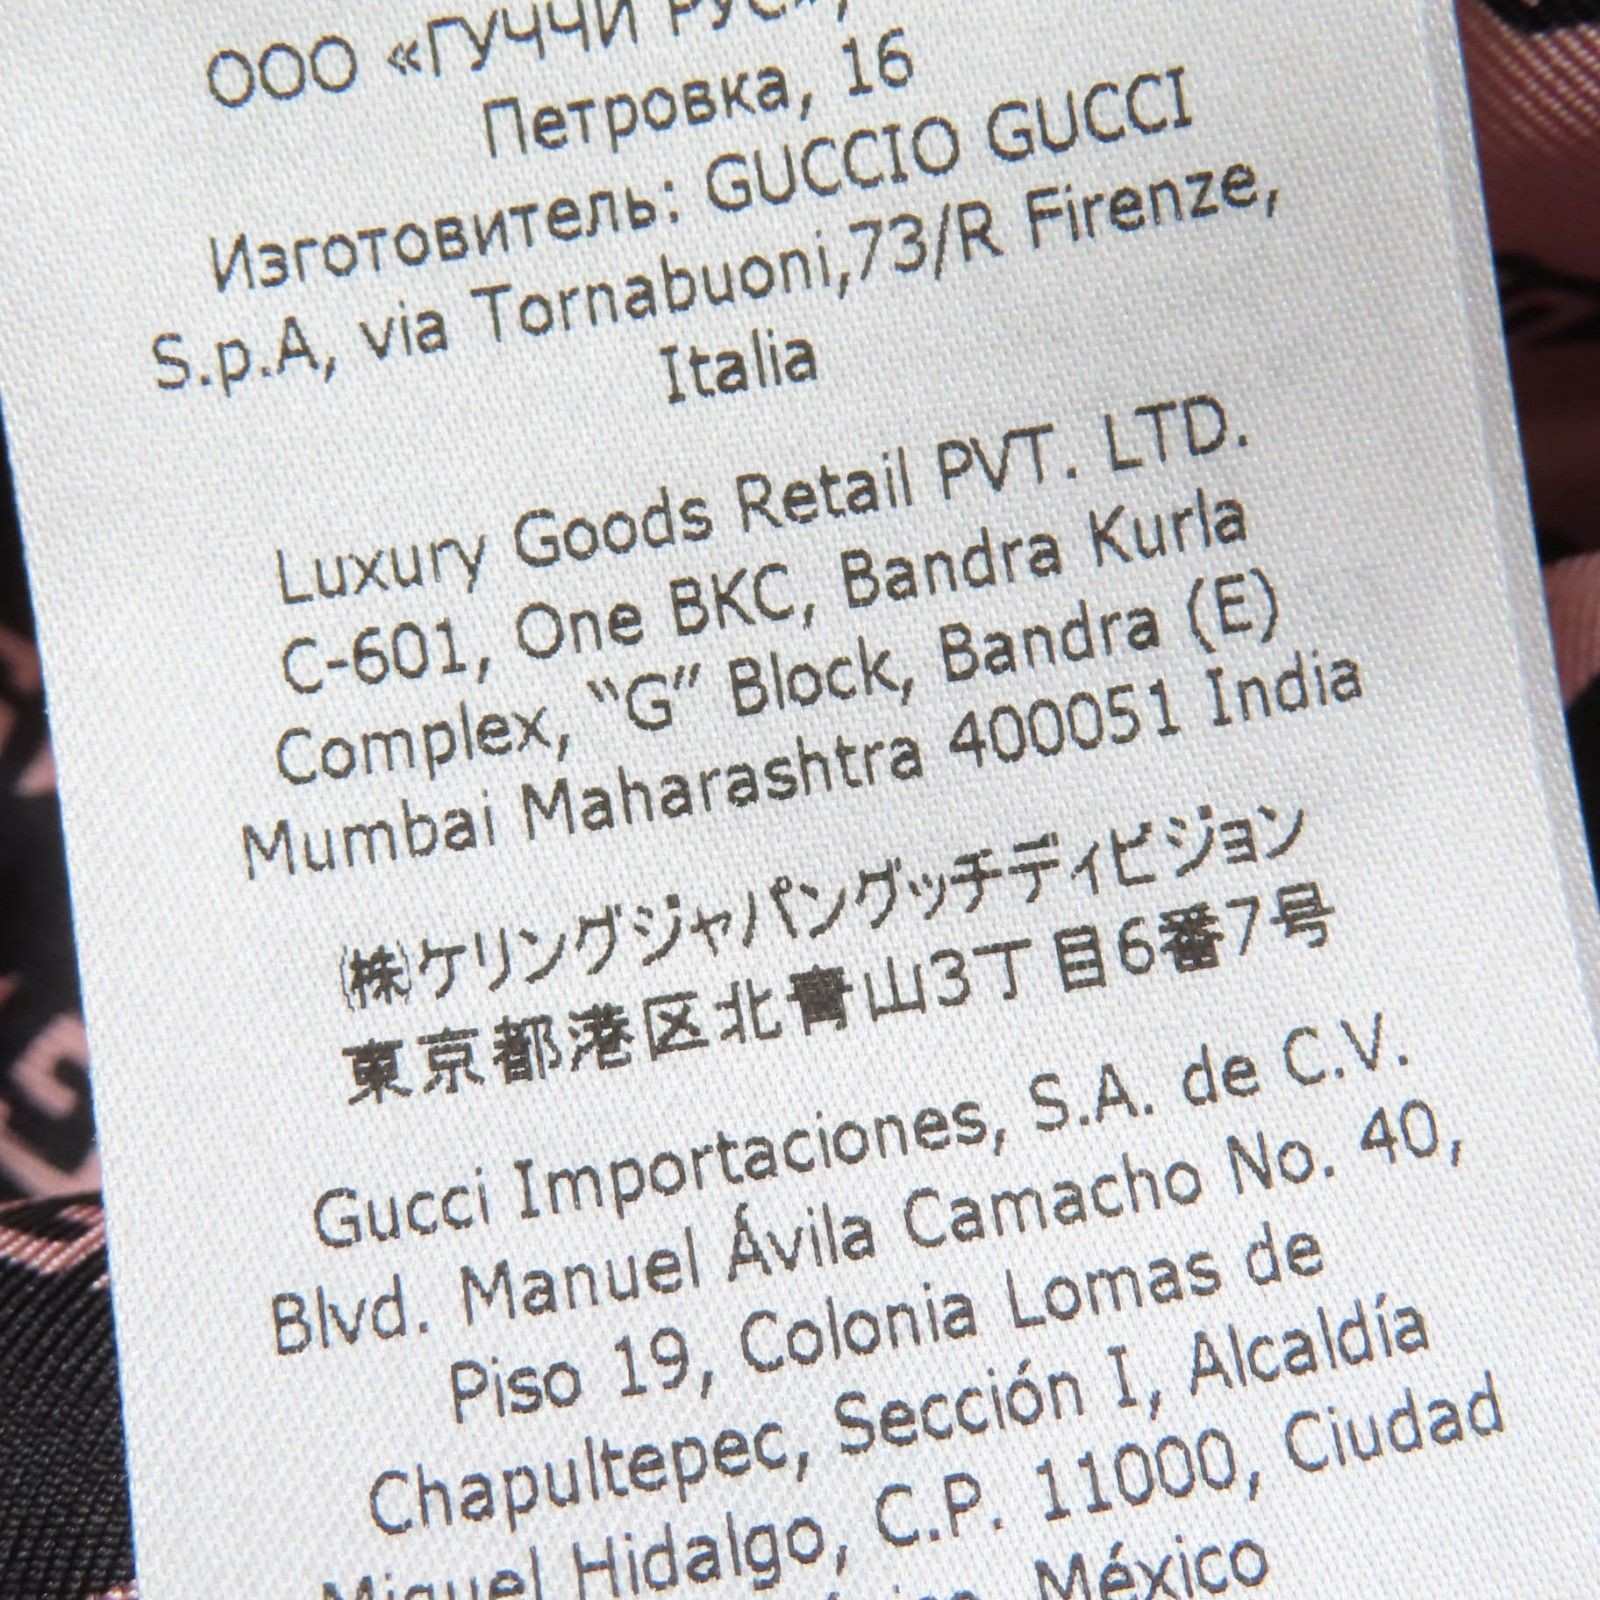 ООО «ГУЧЧИ РУС»,
Петровка, 16
Изготовитель: GUCCIO GUCCI
S.p.A, via Tornabuoni,73/R Firenze,
Italia
Luxury Goods Retail PVT. LTD.
C-601, One BKC, Bandra Kurla
Complex, “G” Block, Bandra (E)
Mumbai Maharashtra 400051 India
㈱ケリングジャパングッチディビジョン
東京都港区北青山3丁目6番7号
Gucci Importaciones, S.A. de C.V.
Blvd. Manuel Ávila Camacho No. 40,
Piso 19, Colonia Lomas de
Chapultepec, Sección I, Alcaldía
Miguel Hidalgo, C.P. 11000, Ciudad
México